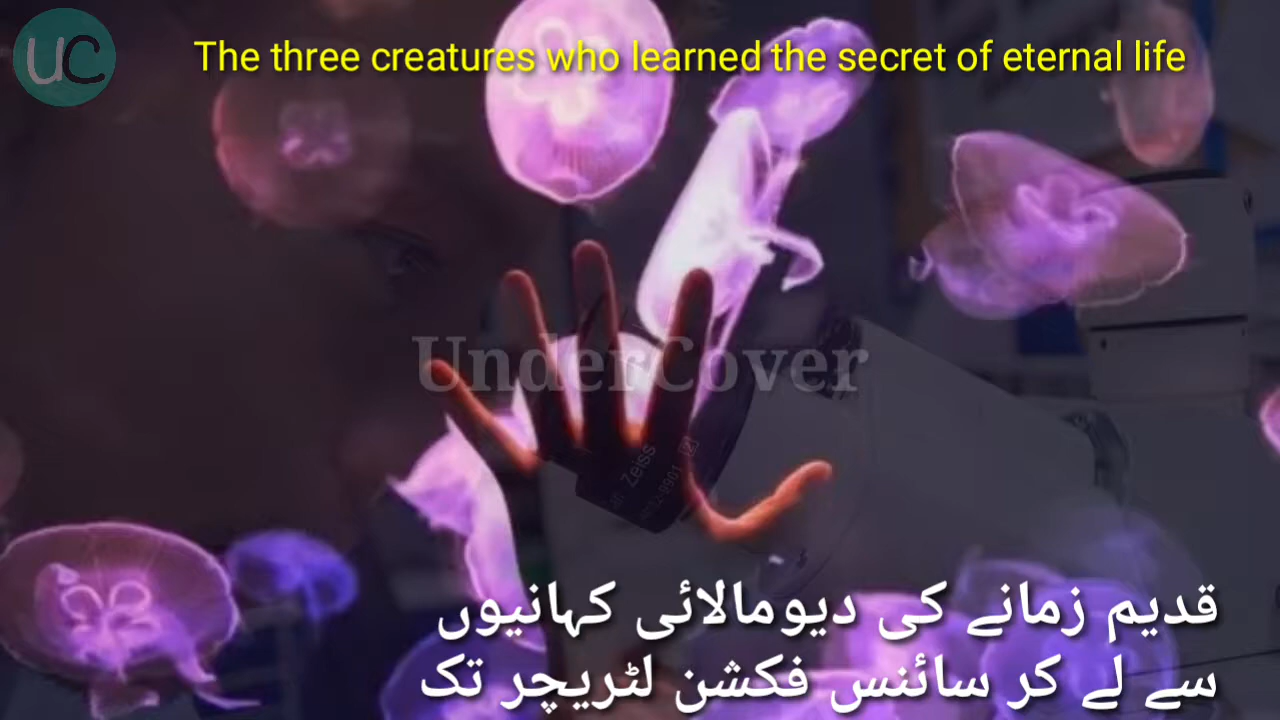 UC
The three creatures who learned the secret of eternal life
UnderCover
Zeiss
قدیم زمانے کی دیومالائی کہانیوں
سے لے کر سائنس فکشن لٹریچر تک